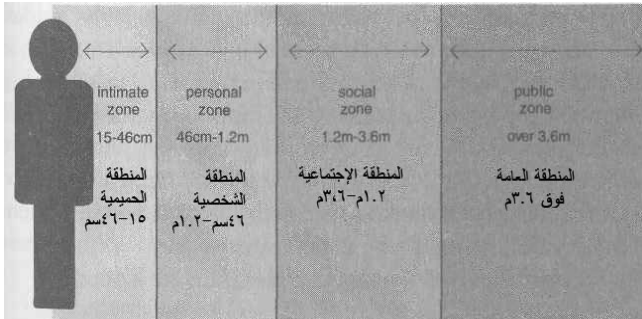 intimate
zone
15-46cm
المنطقة
الحميمية
١٥-٤٦سم
personal
zone
46cm-1.2m
المنطقة
الشخصية
٤٦سم-١.٢م
social
zone
1.2m-3.6m
المنطقة الإجتماعية
١.٢م-٣،٦م
public
zone
over 3.6m
المنطقة العامة
فوق ٣.٦م